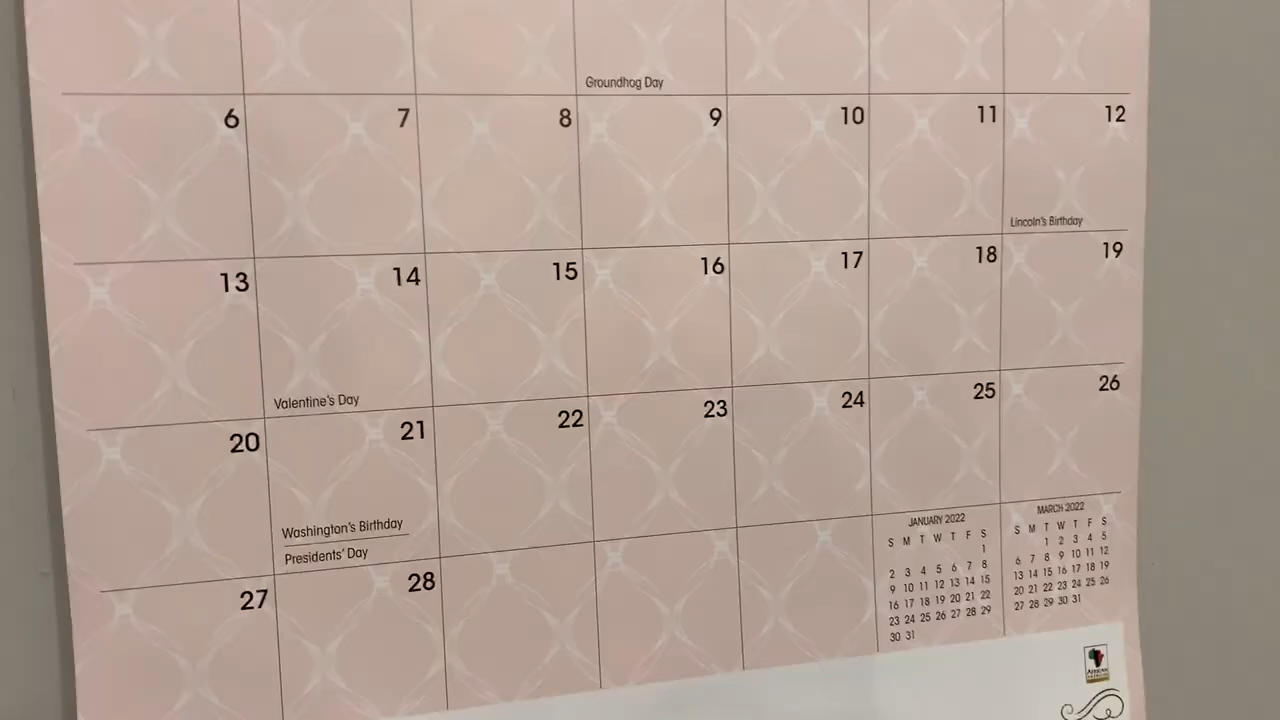 Groundhog Day
6 7 8 9 10 11 12
Lincoln's Birthday
13 14 15 16 17 18 19
Valentine's Day
20 21 22 23 24 25 26
Washington's Birthday
Presidents' Day
27 28
JANUARY 2022
S M T W T F S
1
2 3 4 5 6 7 8
9 10 11 12 13 14 15
16 17 18 19 20 21 22
23 24 25 26 27 28 29
30 31
MARCH 2022
S M T W T F S
1 2 3 4 5
6 7 8 9 10 11 12
13 14 15 16 17 18 19
20 21 22 23 24 25 26
27 28 29 30 31
AFRICAN